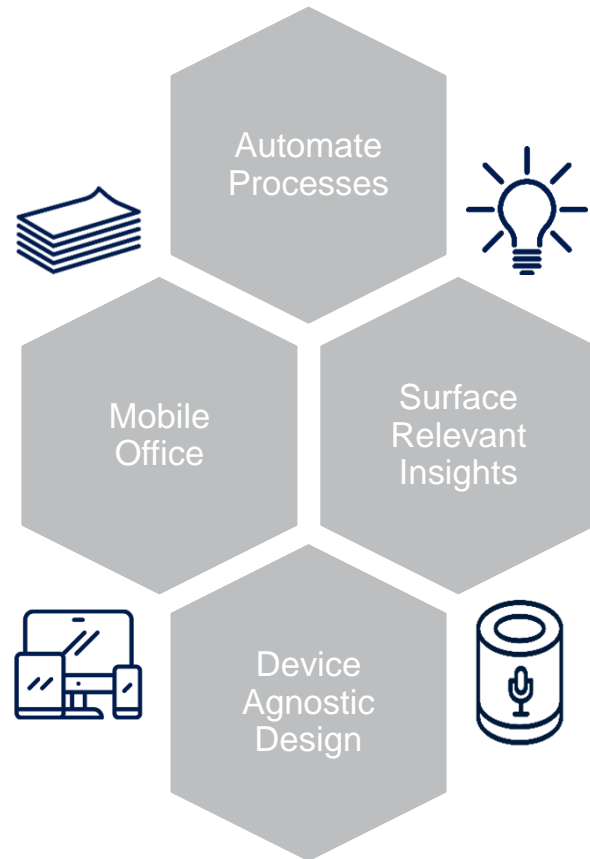 Automate
Processes
Mobile
Office
Surface
Relevant
Insights
Device
Agnostic
Design